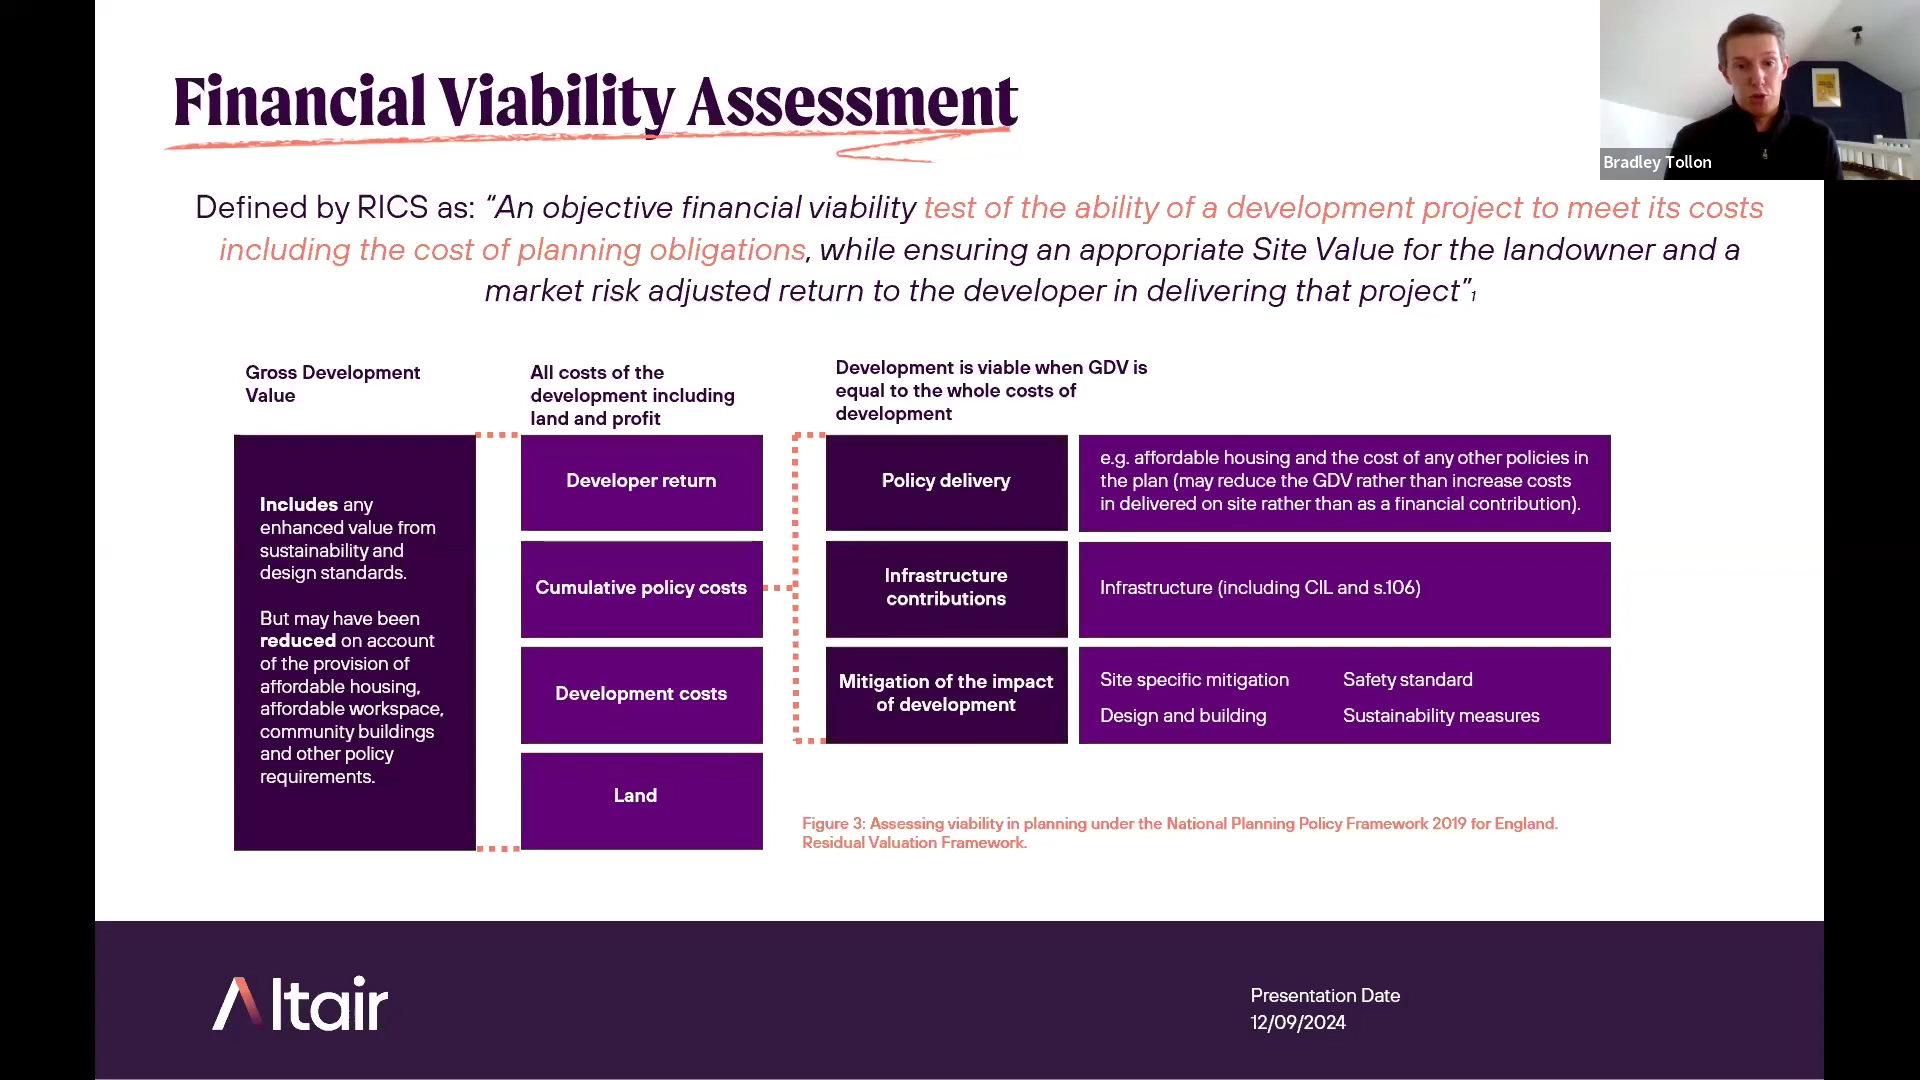 Financial Viability Assessment
Bradley Tollon
Defined by RICS as: “An objective financial viability test of the ability of a development project to meet its costs
including the cost of planning obligations, while ensuring an appropriate Site Value for the landowner and a
market risk adjusted return to the developer in delivering that project”1
Gross Development
Value
Includes any
enhanced value from
sustainability and
design standards.
But may have been
reduced on account
of the provision of
affordable housing,
affordable workspace,
community buildings
and other policy
requirements.
All costs of the
development including
land and profit
Developer return
Cumulative policy costs
Development costs
Land
Development is viable when GDV is
equal to the whole costs of
development
Policy delivery
e.g. affordable housing and the cost of any other policies in
the plan (may reduce the GDV rather than increase costs
in delivered on site rather than as a financial contribution).
Infrastructure
contributions
Infrastructure (including CIL and s.106)
Mitigation of the impact
of development
Site specific mitigation
Safety standard
Design and building
Sustainability measures
Figure 3: Assessing viability in planning under the National Planning Policy Framework 2019 for England.
Residual Valuation Framework.
Altair
Presentation Date
12/09/2024